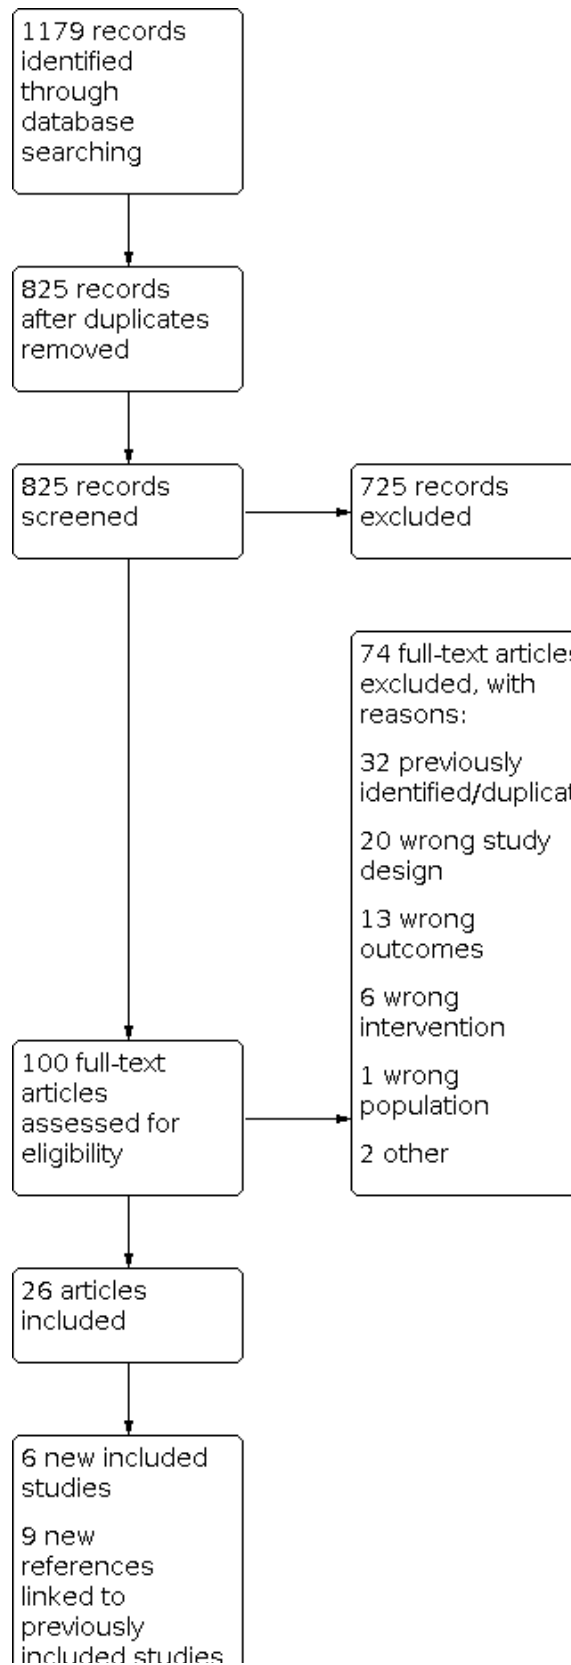 1179 records
identified
through
database
searching
825 records
after duplicates
removed
825 records
screened
725 records
excluded
74 full-text articles
excluded, with
reasons:
32 previously
identified/duplicat
20 wrong study
design
13 wrong
outcomes
6 wrong
intervention
1 wrong
population
2 other
100 full-text
articles
assessed for
eligibility
26 articles
included
6 new included
studies
9 new
references
linked to
previously
included studies